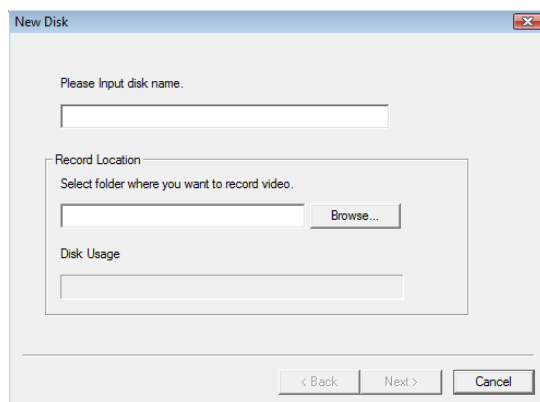 New Disk
Please Input disk name.
Record Location
Select folder where you want to record video.
Browse...
Disk Usage
< Back
Next >
Cancel